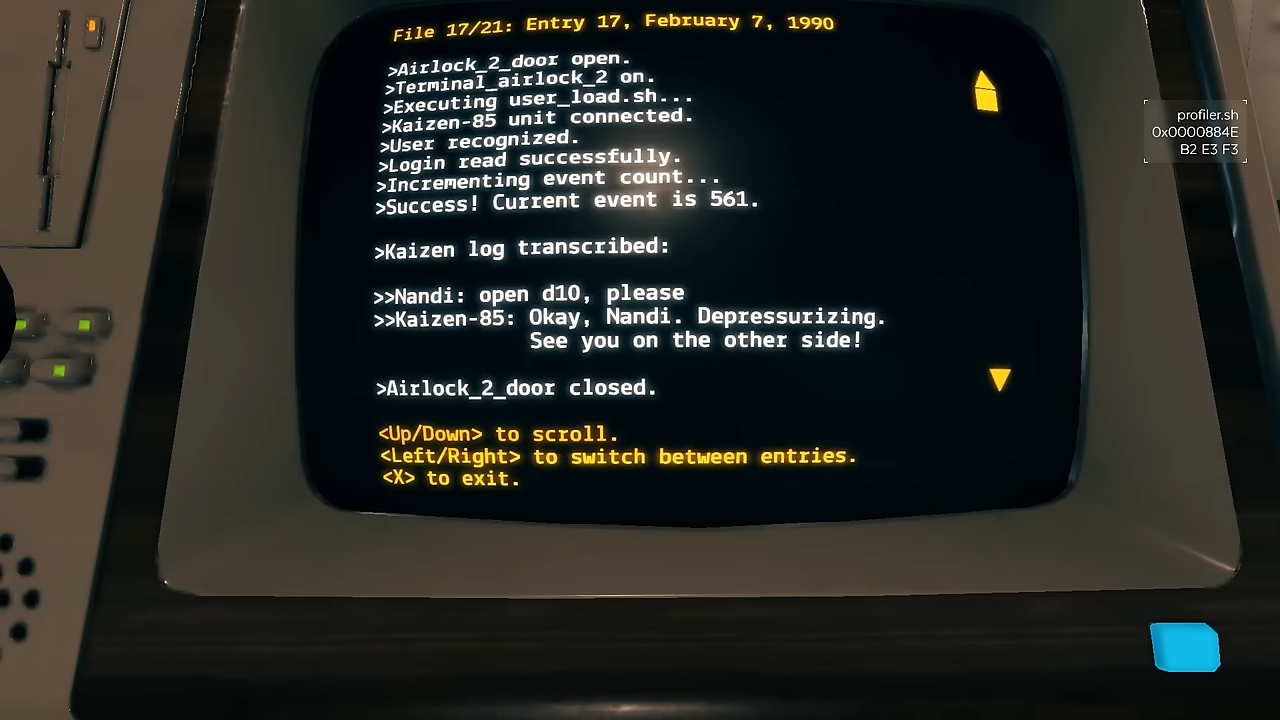 File 17/21: Entry 17, February 7, 1990
>Airlock_2_door open.
>Terminal_airlock_2 on.
>Executing user_load.sh...
>Kaizen-85 unit connected.
>User recognized.
>Login read successfully.
>Incrementing event count...
>Success! Current event is 561.
>Kaizen log transcribed:
>>Nandi: open d10, please
>>Kaizen-85: Okay, Nandi. Depressurizing.
See you on the other side!
>Airlock_2_door closed.
<Up/Down> to scroll.
<Left/Right> to switch between entries.
<X> to exit.
profiler.sh
0x0000884E
B2 E3 F3